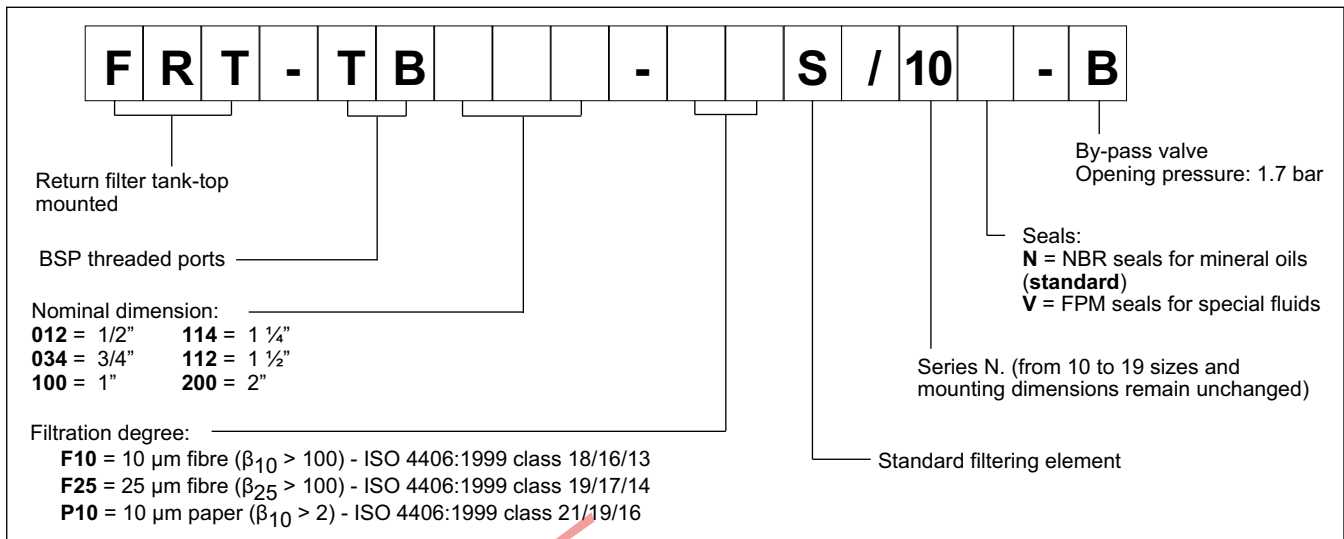 F R T - T B - S / 10 - B
Return filter tank-top
mounted
BSP threaded ports
Nominal dimension:
012 = 1/2” 114 = 1 ¼”
034 = 3/4” 112 = 1 ½”
100 = 1” 200 = 2”
Filtration degree:
F10 = 10 µm fibre (β10 > 100) - ISO 4406:1999 class 18/16/13
F25 = 25 µm fibre (β25 > 100) - ISO 4406:1999 class 19/17/14
P10 = 10 µm paper (β10 > 2) - ISO 4406:1999 class 21/19/16
By-pass valve
Opening pressure: 1.7 bar
Seals:
N = NBR seals for mineral oils
(standard)
V = FPM seals for special fluids
Series N. (from 10 to 19 sizes and
mounting dimensions remain unchanged)
Standard filtering element